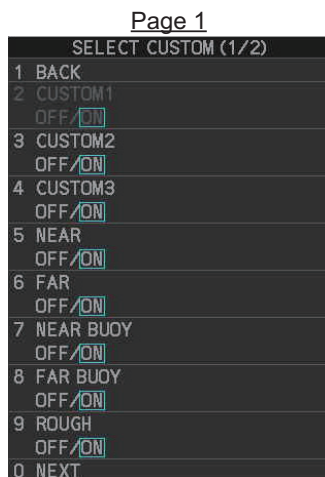 Page 1
SELECT CUSTOM (1/2)
1 BACK
2 CUSTOM1
OFF/ON
3 CUSTOM2
OFF/ON
4 CUSTOM3
OFF/ON
5 NEAR
OFF/ON
6 FAR
OFF/ON
7 NEAR BUOY
OFF/ON
8 FAR BUOY
OFF/ON
9 ROUGH
OFF/ON
0 NEXT